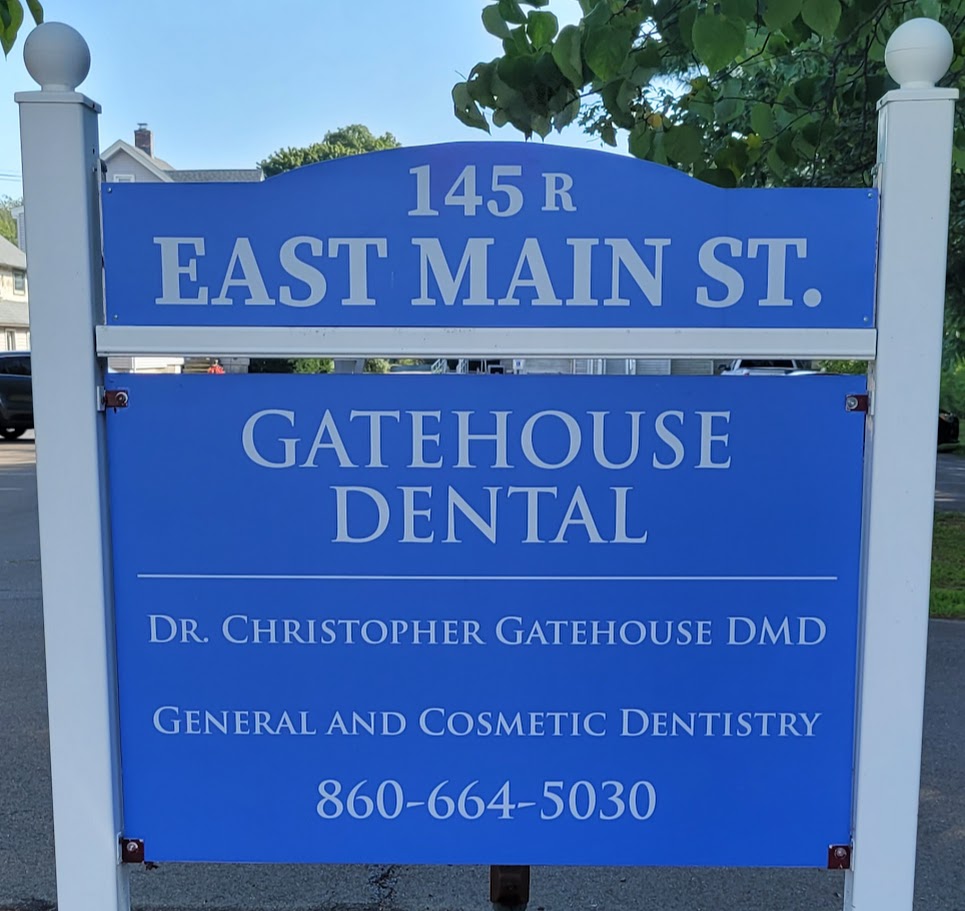 145 R
EAST MAIN ST.
GATEHOUSE
DENTAL
DR. CHRISTOPHER GATEHOUSE DMD
GENERAL AND COSMETIC DENTISTRY
860-664-5030